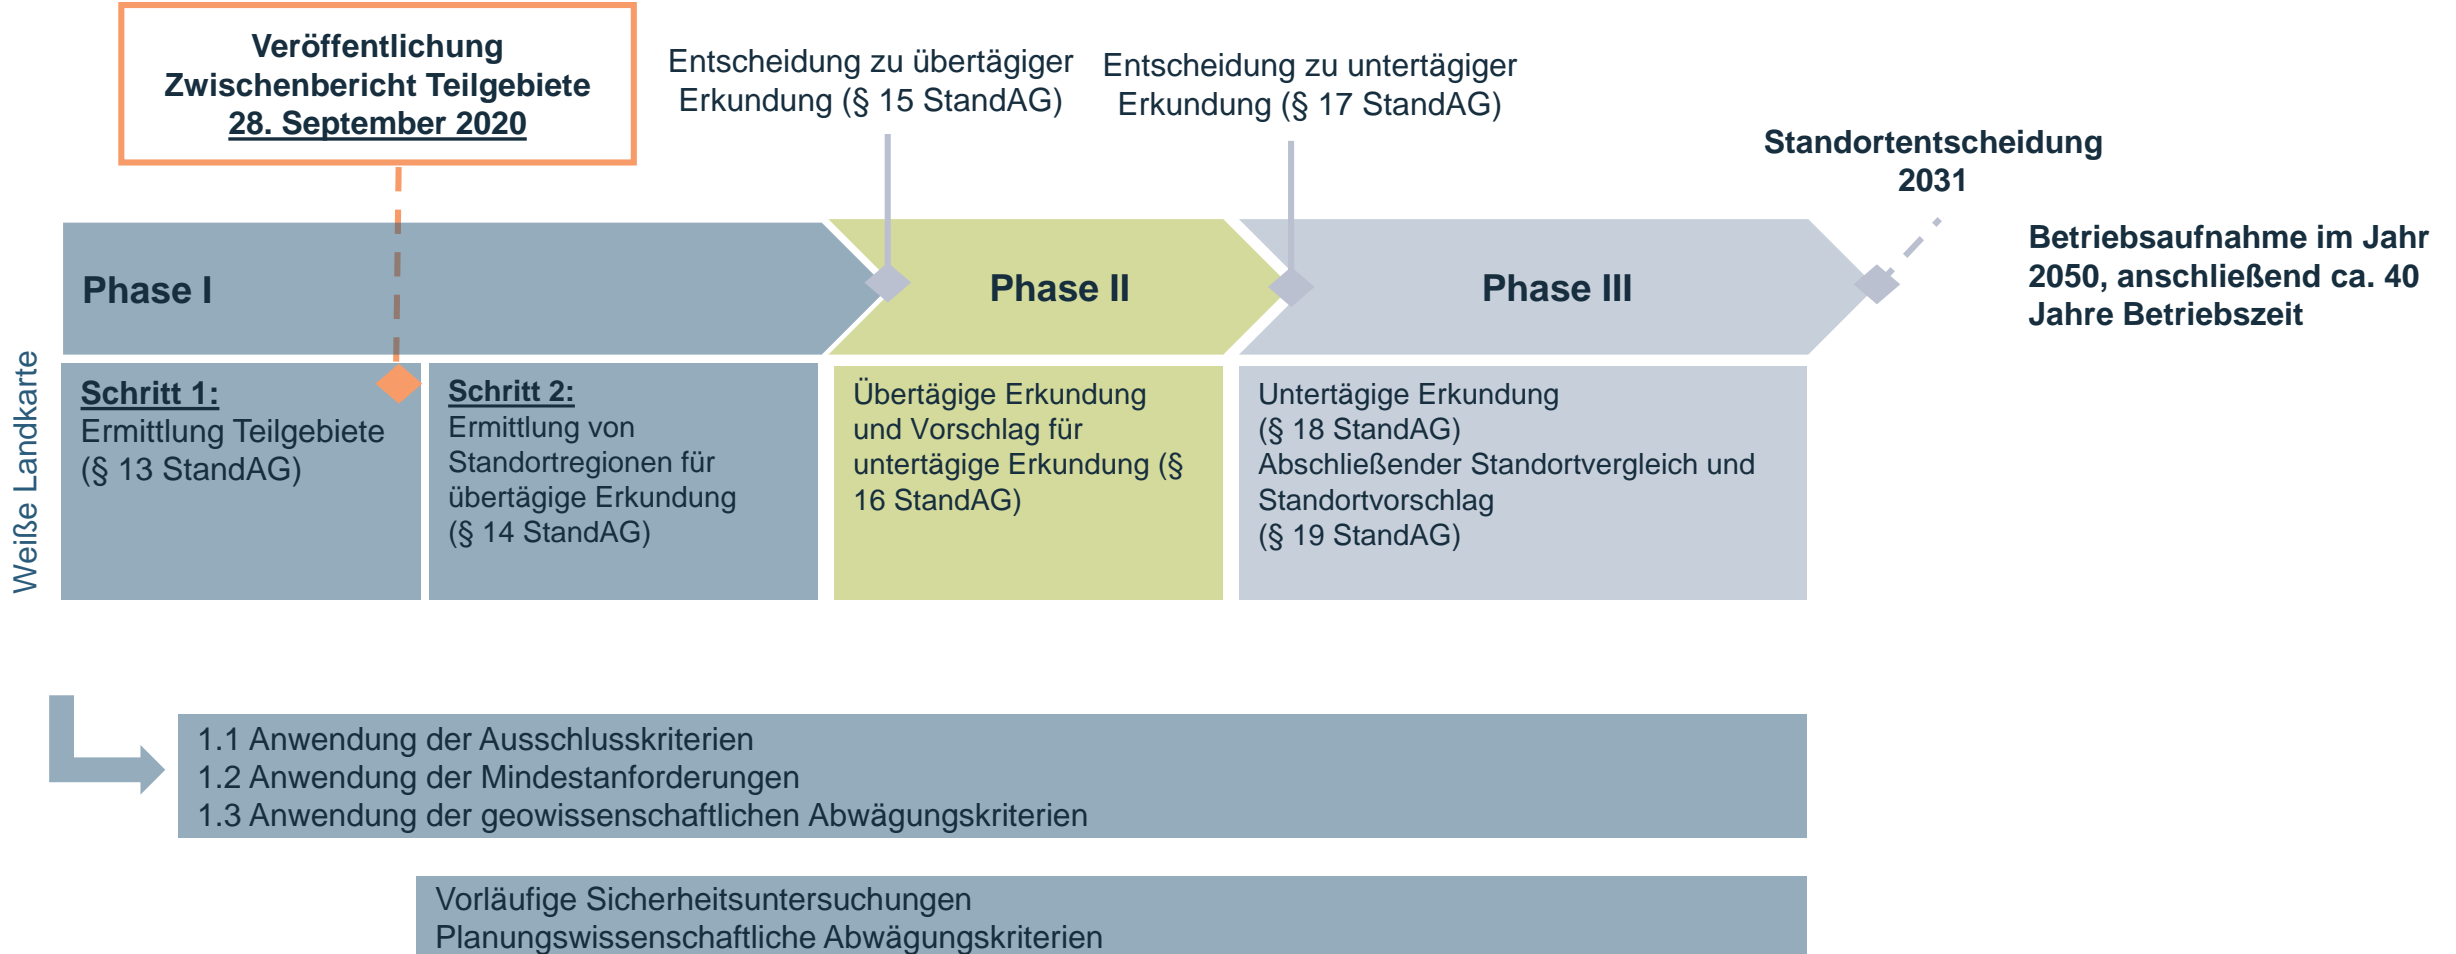 Veröffentlichung
Zwischenbericht Teilgebiete
28. September 2020
Entscheidung zu übertägiger
Erkundung (§ 15 StandAG)
Entscheidung zu untertägiger
Erkundung (§ 17 StandAG)
Standortentscheidung
2031
Betriebsaufnahme im Jahr
2050, anschließend ca. 40
Jahre Betriebszeit
Phase I
Phase II
Phase III
Weiße Landkarte
Schritt 1:
Ermittlung Teilgebiete
(§ 13 StandAG)
Schritt 2:
Ermittlung von
Standortregionen für
übertägige Erkundung
(§ 14 StandAG)
Übertägige Erkundung
und Vorschlag für
untertägige Erkundung (§
16 StandAG)
Untertägige Erkundung
(§ 18 StandAG)
Abschließender Standortvergleich und
Standortvorschlag
(§ 19 StandAG)
1.1 Anwendung der Ausschlusskriterien
1.2 Anwendung der Mindestanforderungen
1.3 Anwendung der geowissenschaftlichen Abwägungskriterien
Vorläufige Sicherheitsuntersuchungen
Planungswissenschaftliche Abwägungskriterien